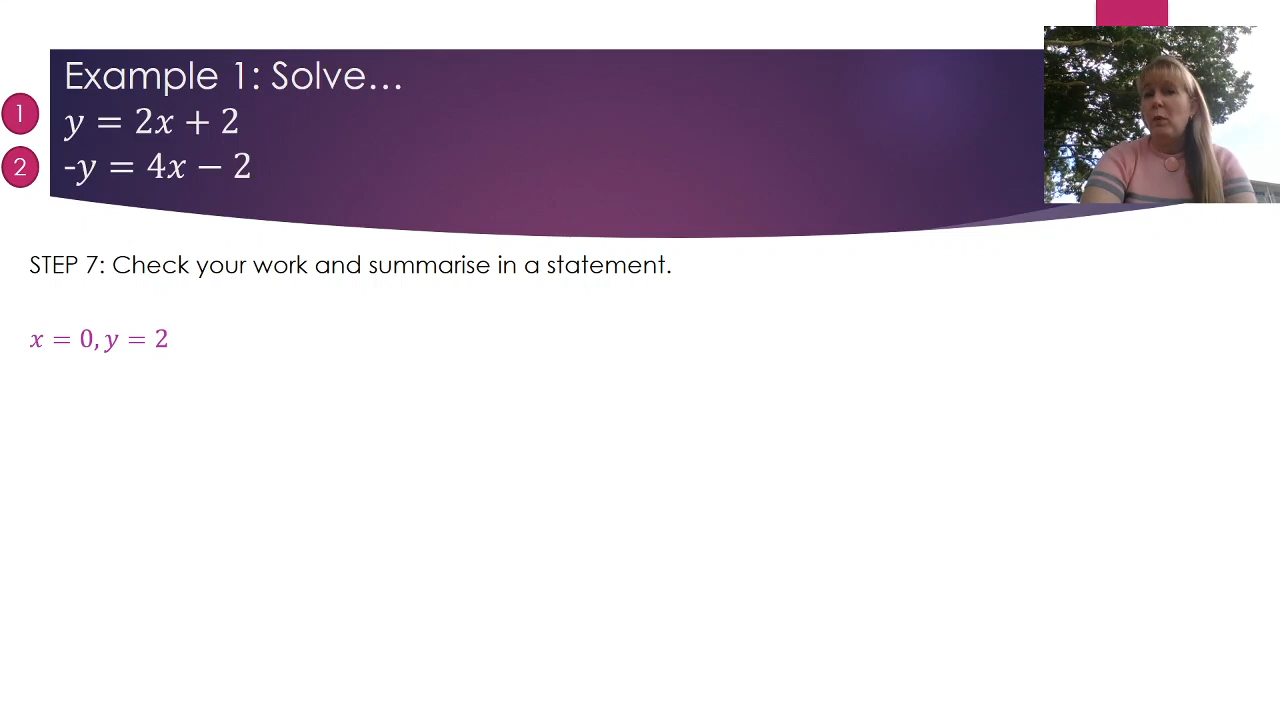 Example 1: Solve…
1
y = 2x + 2
2
-y = 4x − 2
STEP 7: Check your work and summarise in a statement.
x = 0, y = 2